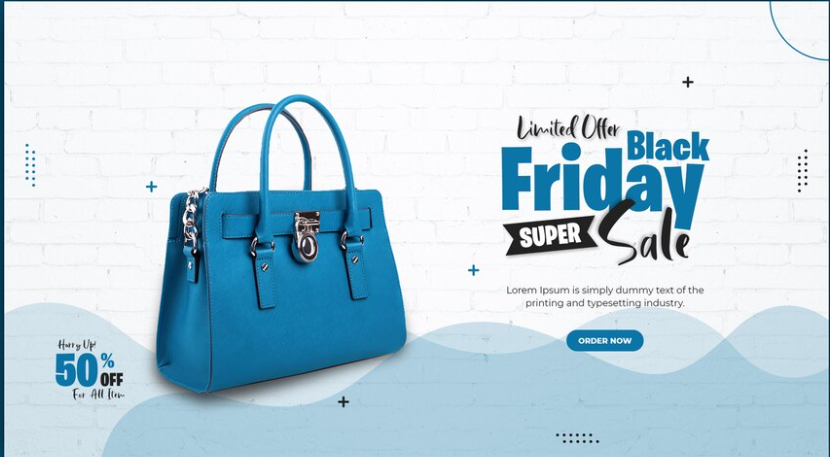 Limited Offer
Black
Friday
SUPER Sale
Lorem Ipsum is simply dummy text of the
printing and typesetting industry.
ORDER NOW
Hurry Up!
50% OFF
For All Item